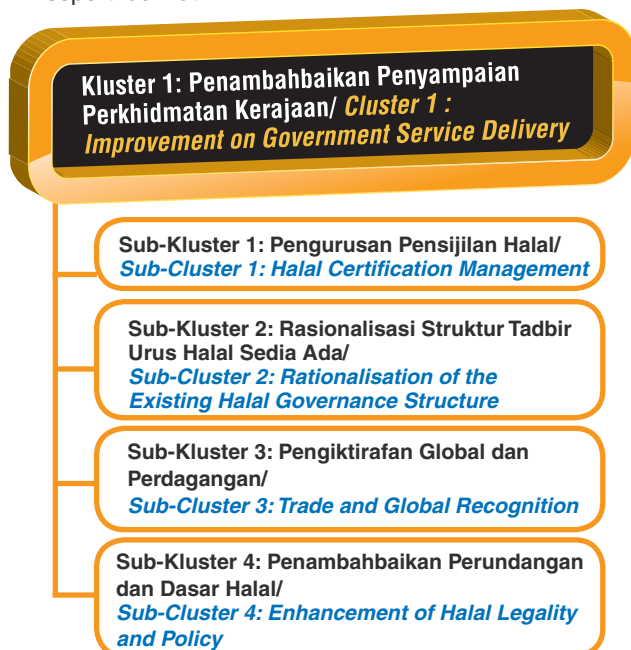 Kluster 1: Penambahbaikan Penyampaian
Perkhidmatan Kerajaan/ Cluster 1 :
Improvement on Government Service Delivery
Sub-Kluster 1: Pengurusan Pensijilan Halal/
Sub-Cluster 1: Halal Certification Management
Sub-Kluster 2: Rasionalisasi Struktur Tadbir
Urus Halal Sedia Ada/
Sub-Cluster 2: Rationalisation of the
Existing Halal Governance Structure
Sub-Kluster 3: Pengiktirafan Global dan
Perdagangan/
Sub-Cluster 3: Trade and Global Recognition
Sub-Kluster 4: Penambahbaikan Perundangan
dan Dasar Halal/
Sub-Cluster 4: Enhancement of Halal Legality
and Policy